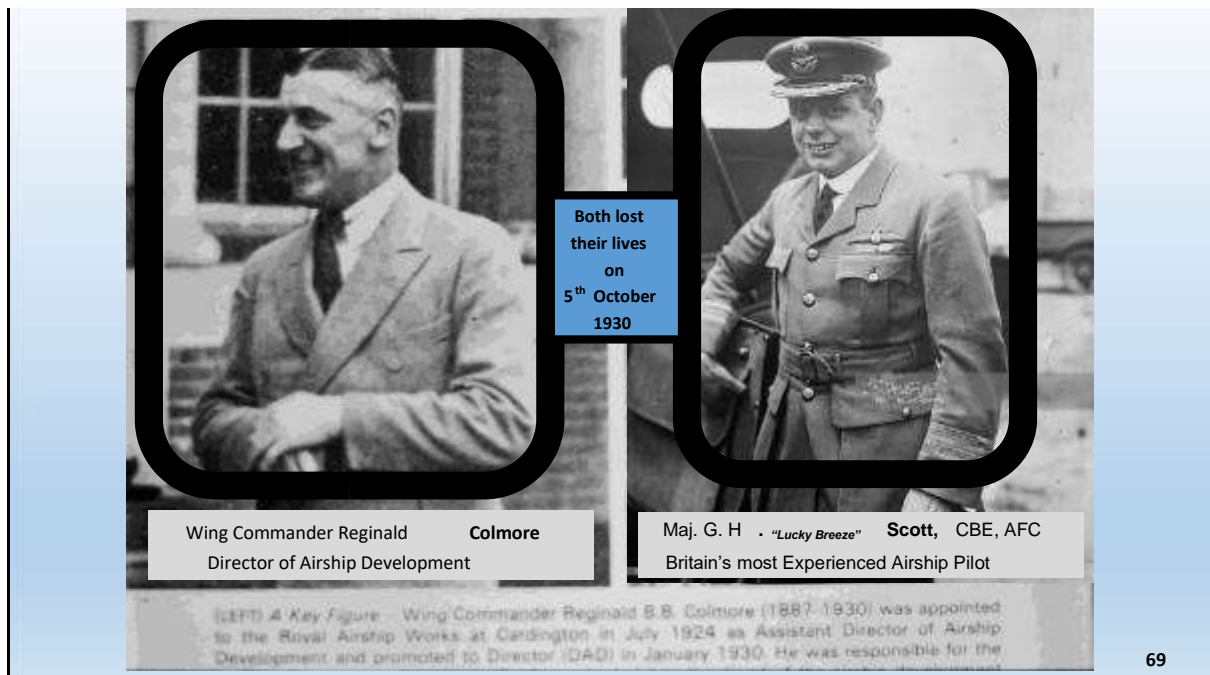 Both lost
their lives
on
5th October
1930
Wing Commander Reginald Colmore
Director of Airship Development
Maj. G. H . “Lucky Breeze” Scott, CBE, AFC
Britain’s most Experienced Airship Pilot
(LEFT) A Key Figure - Wing Commander Reginald B.B. Colmore (1887-1930) was appointed
to the Royal Airship Works at Cardington in July 1924 as Assistant Director of Airship
Development and promoted to Director (DAD) in January 1930. He was responsible for the
69